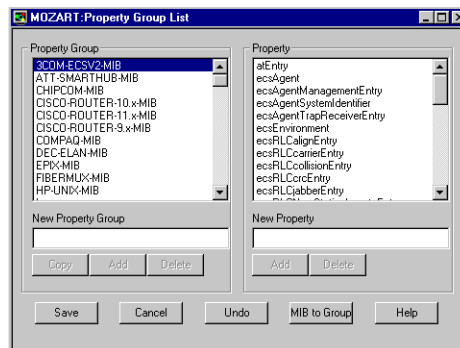 MOZART:Property Group List
Property Group
3COM-ECSV2-MIB
ATT-SMARTHUB-MIB
CHIPCOM-MIB
CISCO-ROUTER-10.x-MIB
CISCO-ROUTER-11.x-MIB
CISCO-ROUTER-9.x-MIB
COMPAQ-MIB
DEC-ELAN-MIB
EPIX-MIB
FIBERMUX-MIB
HP-UNIX-MIB
New Property Group
Copy Add Delete
Property
atEntry
ecsAgent
ecsAgentManagementEntry
ecsAgentSystemIdentifier
ecsAgentTrapReceiverEntry
ecsEnvironment
ecsRLCalignEntry
ecsRLCcarrierEntry
ecsRLCcollisionEntry
ecsRLCcrcEntry
ecsRLCjabberEntry
New Property
Add Delete
Save Cancel Undo MIB to Group Help